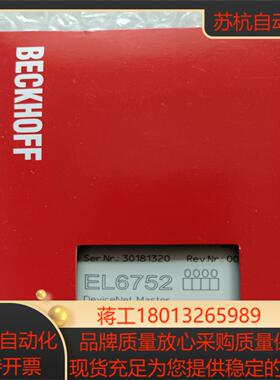 苏杭自动
BECKHOFF
Ser.Nr.: 30181320 Rev Nr: 00
EL6752
DeviceNet Master
蒋工18013265989
自动化
品牌质量放心采购质量保
开票
现货充足为您提供稳定的